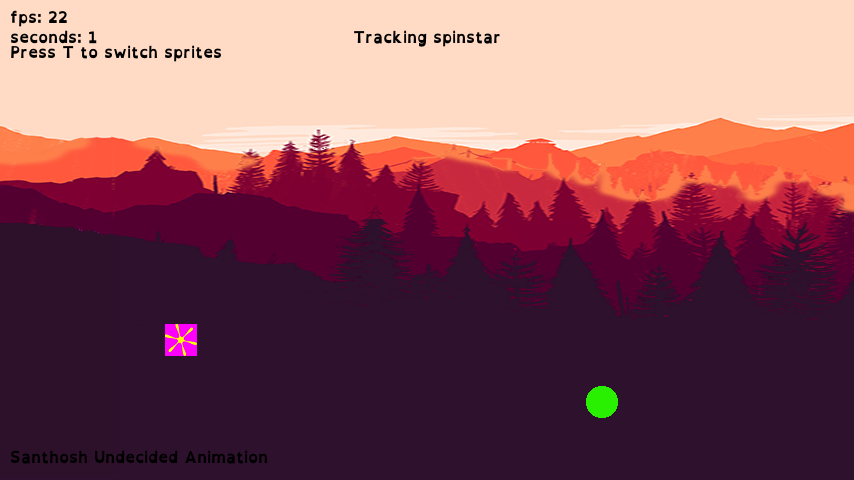 fps: 22
seconds: 1
Tracking spinstar
Press T to switch sprites
Santhosh Undecided Animation